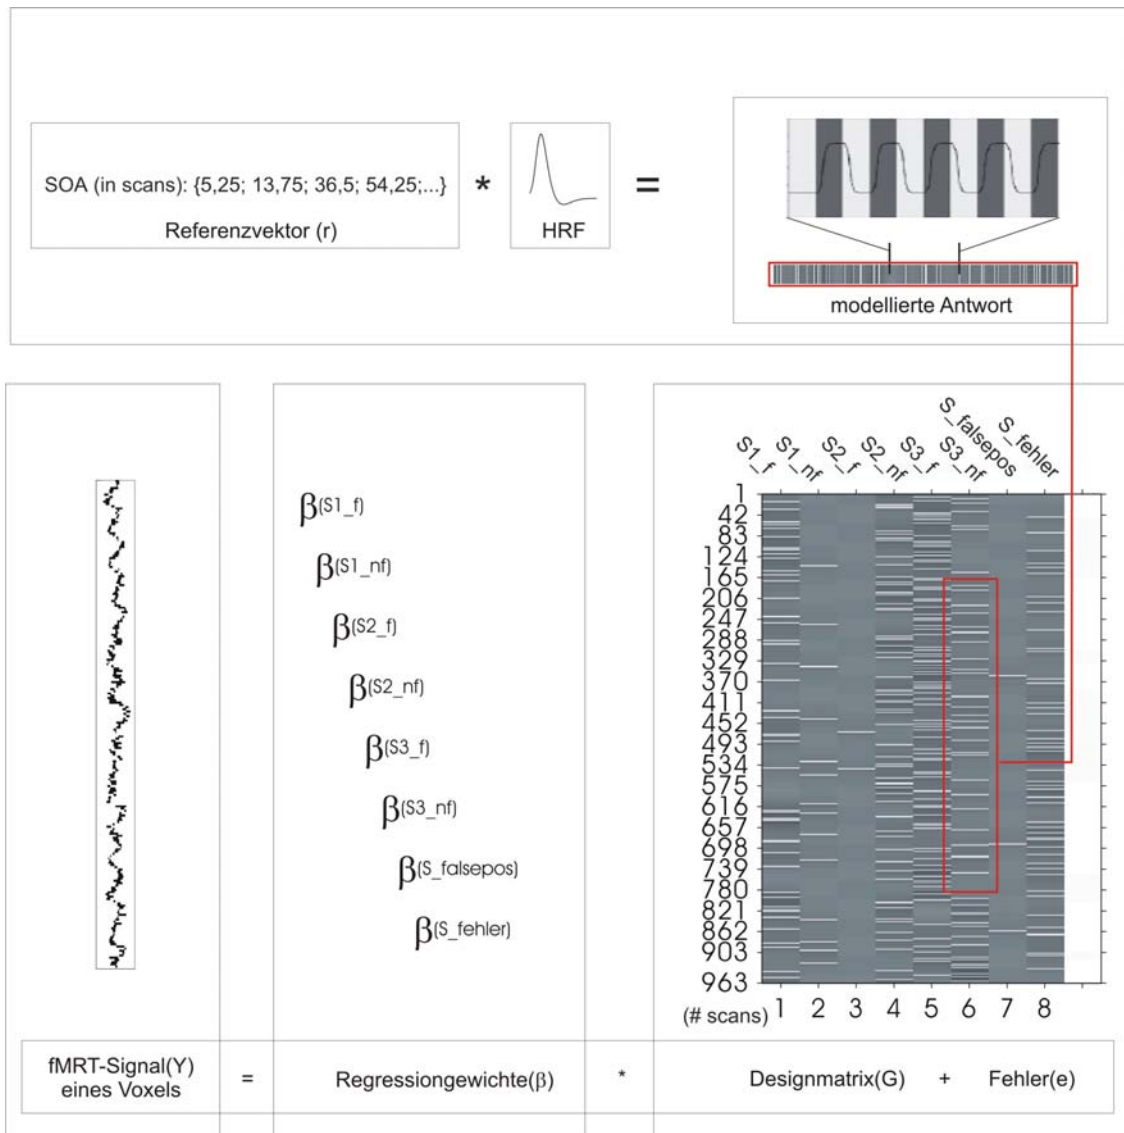 SOA (in scans): {5,25; 13,75; 36,5; 54,25;...}
Referenzvektor (r)
*
HRF
=
modellierte Antwort
β(S1_f)
β(S1_nf)
β(S2_f)
β(S2_nf)
β(S3_f)
β(S3_nf)
β(S_falsepos)
β(S_fehler)
S1_f
S1_nf
S2_f
S2_nf
S3_f
S3_nf
S_falsepos
S_fehler
1
42
83
124
165
206
247
288
329
370
411
452
493
534
575
616
657
698
739
780
821
862
903
963
(# scans) 1 2 3 4 5 6 7 8
fMRT-Signal(Y)
eines Voxels
= Regressiongewichte(β) * Designmatrix(G) + Fehler(e)